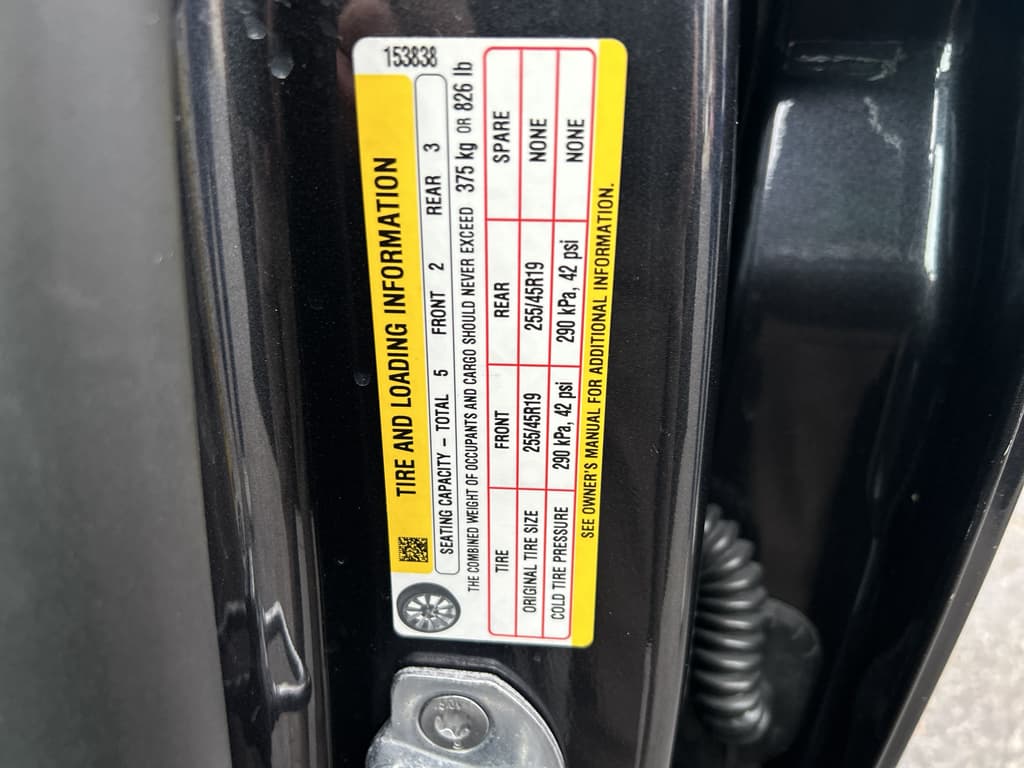 153838
TIRE AND LOADING INFORMATION
SEATING CAPACITY – TOTAL 5 FRONT 2 REAR 3
THE COMBINED WEIGHT OF OCCUPANTS AND CARGO SHOULD NEVER EXCEED 375 kg OR 826 lb
TIRE FRONT REAR SPARE
ORIGINAL TIRE SIZE 255/45R19 255/45R19 NONE
COLD TIRE PRESSURE 290 kPa, 42 psi 290 kPa, 42 psi NONE
SEE OWNER'S MANUAL FOR ADDITIONAL INFORMATION.